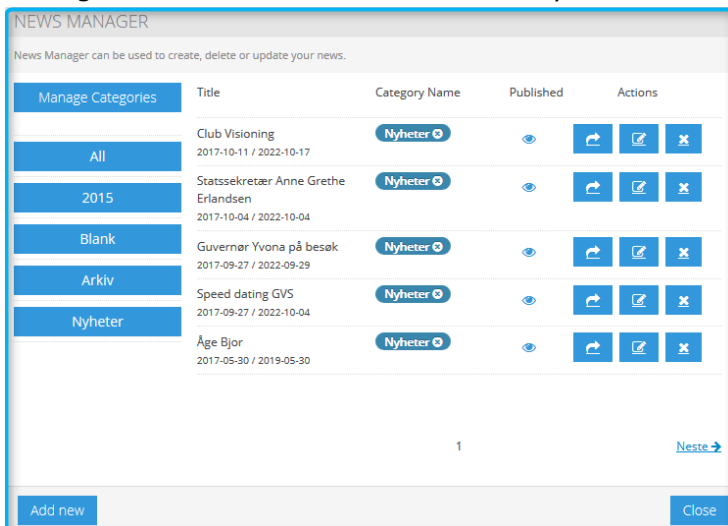 NEWS MANAGER
News Manager can be used to create, delete or update your news.
Manage Categories
All
2015
Blank
Arkiv
Nyheter
Title Category Name Published Actions
Club Visioning Nyheter
2017-10-11 / 2022-10-17
Statssekretær Anne Grethe Nyheter
Erlandsen
2017-10-04 / 2022-10-04
Guvernør Yvona på besøk Nyheter
2017-09-27 / 2022-09-29
Speed dating GVS Nyheter
2017-09-27 / 2022-10-04
Åge Bjor Nyheter
2017-05-30 / 2019-05-30
1 Neste
Add new Close